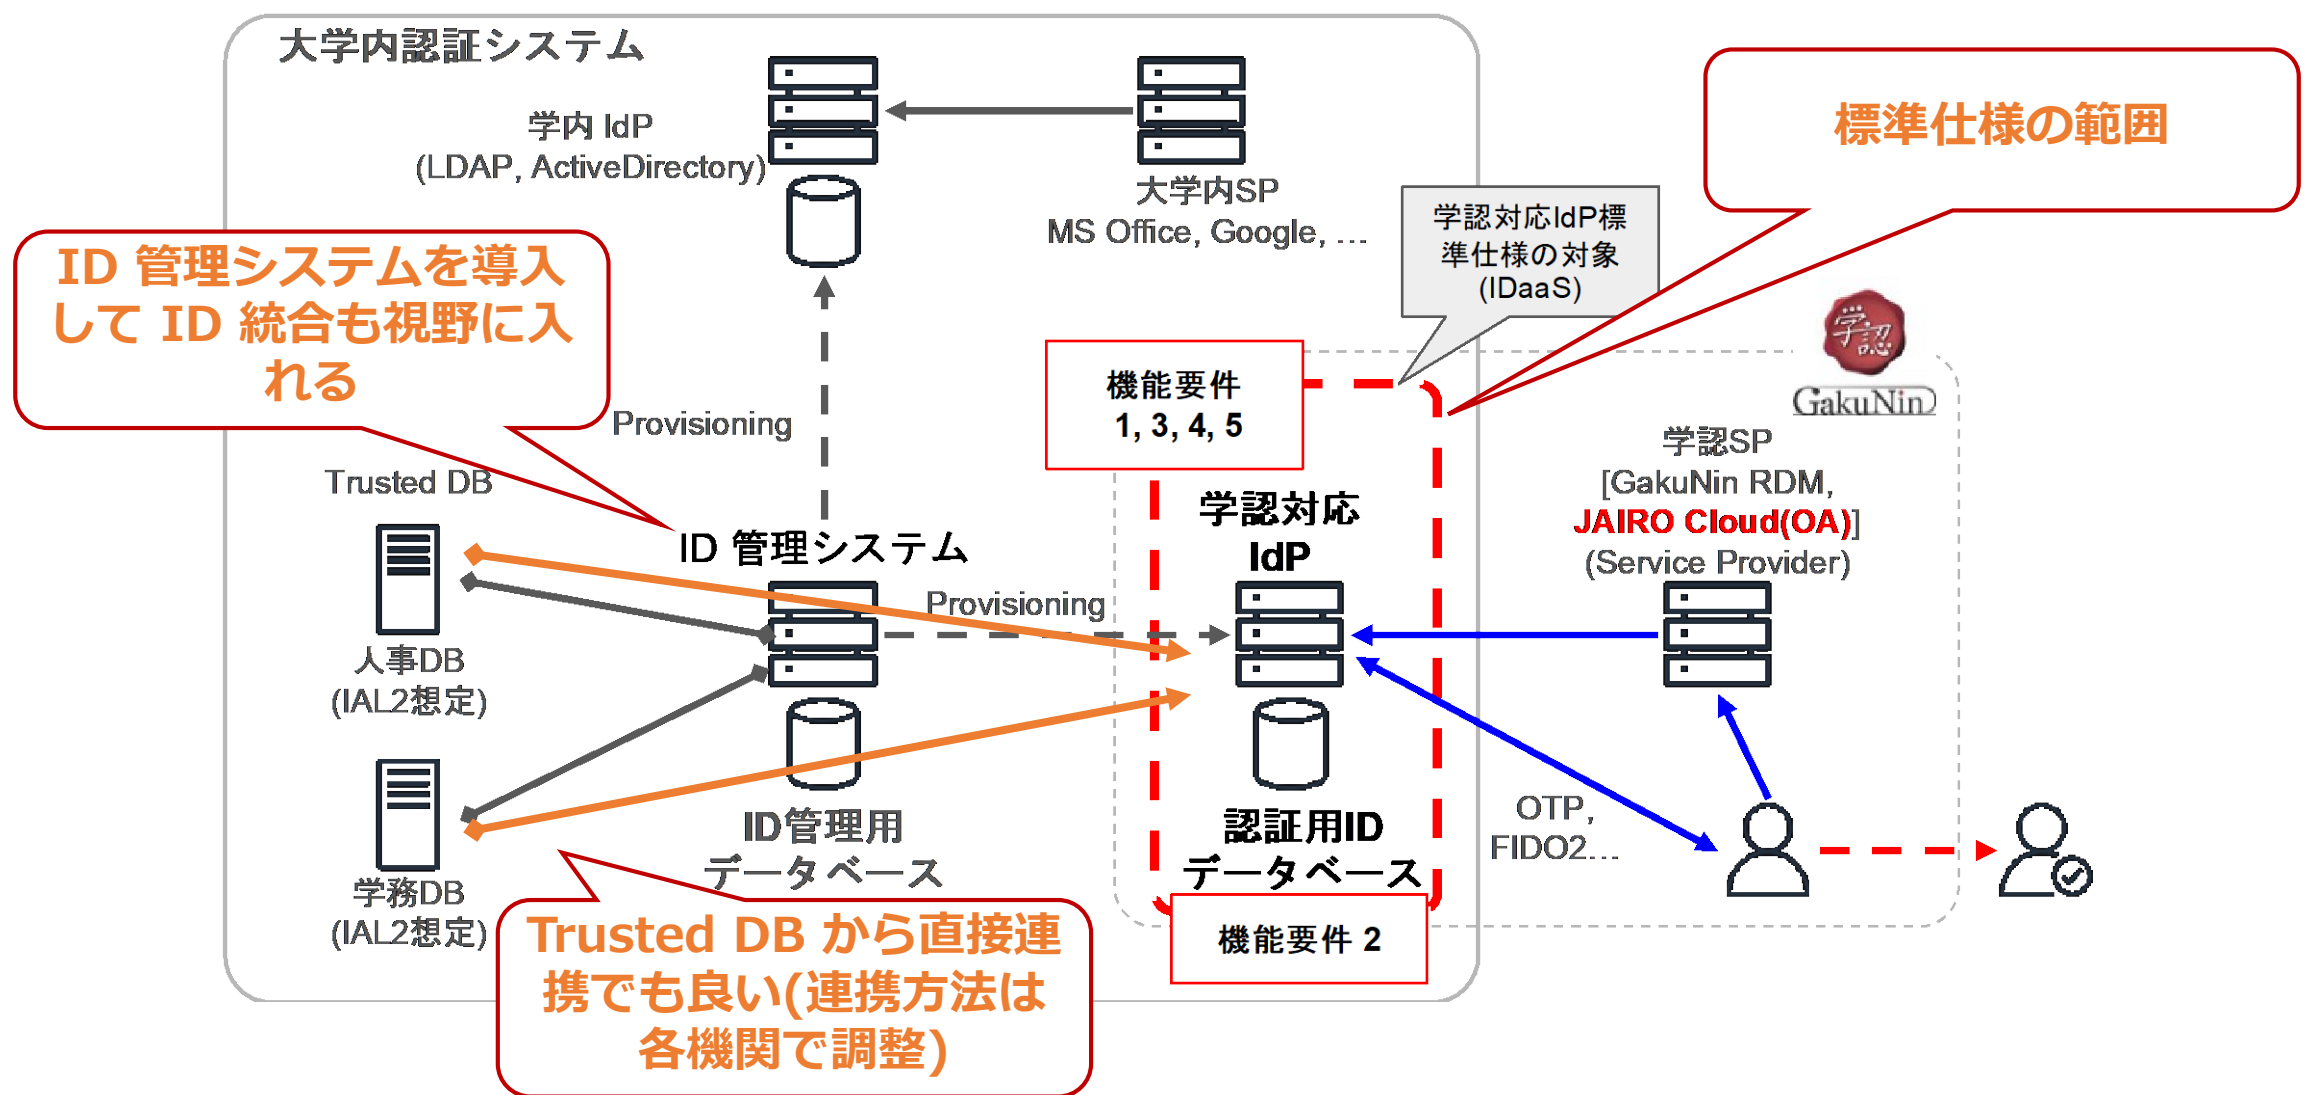 大学内認証システム
学内 IdP
(LDAP, ActiveDirectory)
大学内SP
MS Office, Google, ...
標準仕様の範囲
学認対応IdP標
準仕様の対象
(IDaaS)
ID 管理システムを導入
して ID 統合も視野に入
れる
Provisioning
機能要件
1, 3, 4, 5
学認
GakuNin
学認SP
[GakuNin RDM,
JAIRO Cloud(OA)]
(Service Provider)
Trusted DB
ID 管理システム
学認対応
IdP
Provisioning
人事DB
(IAL2想定)
ID管理用
データベース
認証用ID
データベース
OTP,
FIDO2...
学務DB
(IAL2想定)
Trusted DB から直接連
携でも良い(連携方法は
各機関で調整)
機能要件 2